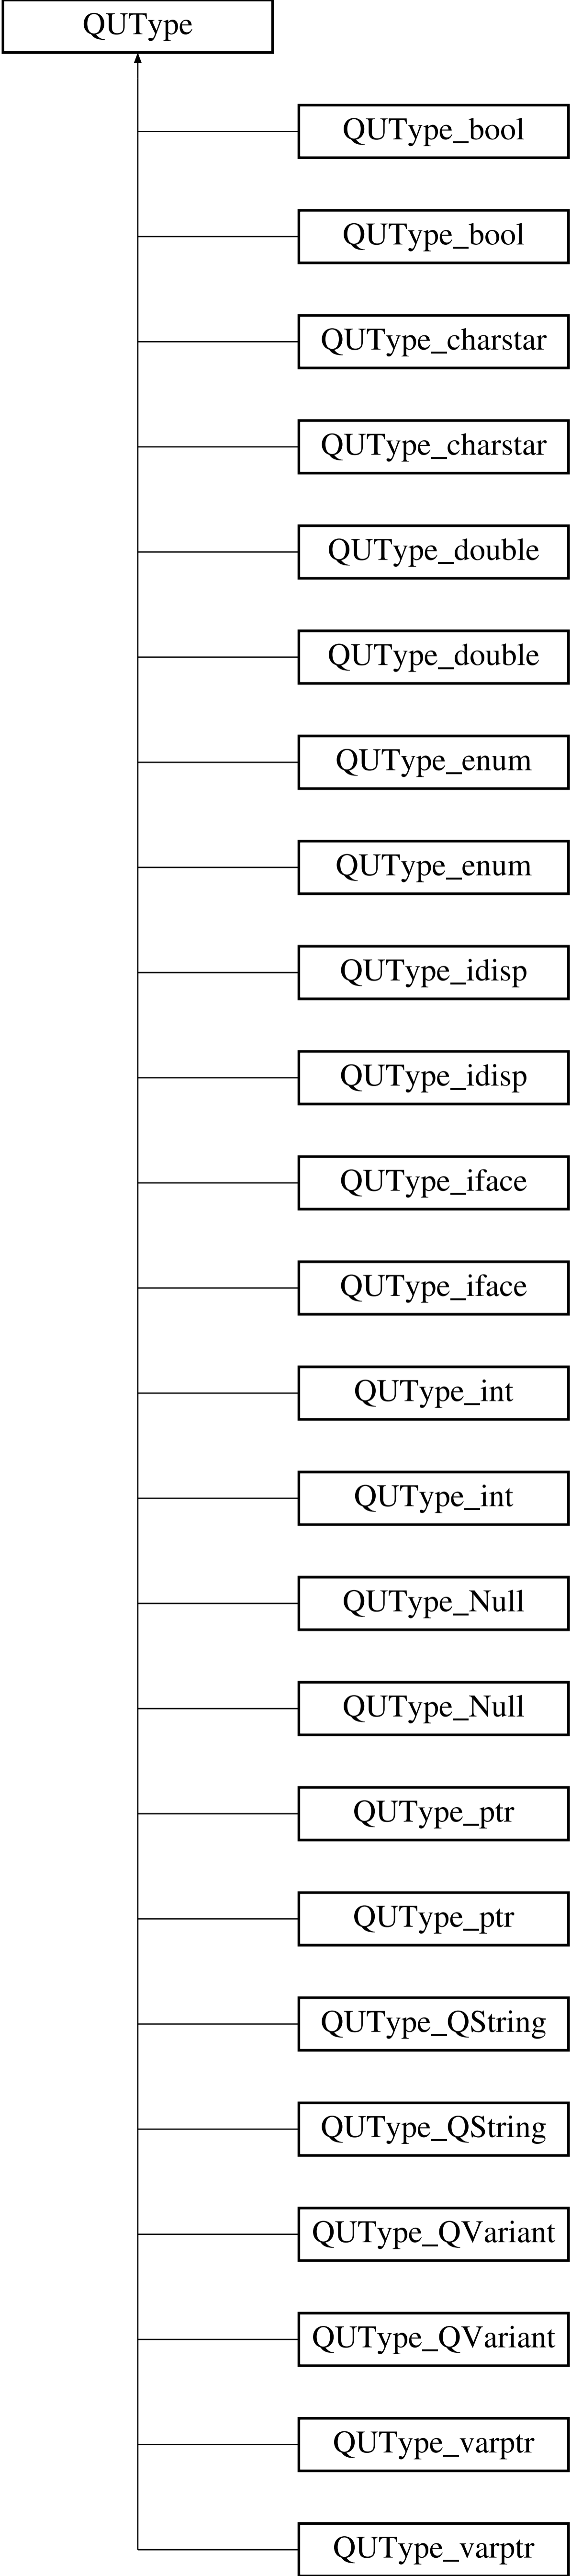 QUType
QUType_bool
QUType_bool
QUType_charstar
QUType_charstar
QUType_double
QUType_double
QUType_enum
QUType_enum
QUType_idisp
QUType_idisp
QUType_iface
QUType_iface
QUType_int
QUType_int
QUType_Null
QUType_Null
QUType_ptr
QUType_ptr
QUType_QString
QUType_QString
QUType_QVariant
QUType_QVariant
QUType_varptr
QUType_varptr